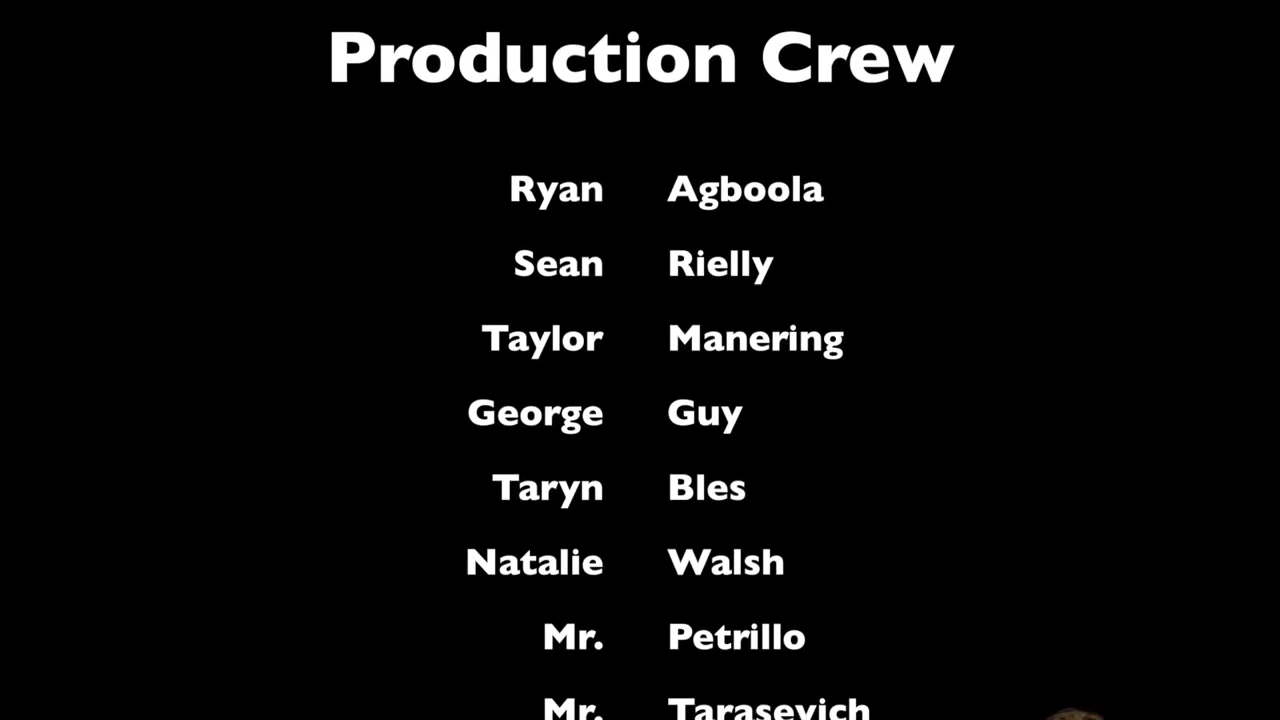 Production Crew
Ryan Agboola
Sean Rielly
Taylor Manering
George Guy
Taryn Bles
Natalie Walsh
Mr. Petrillo
Mr. Tarasevich